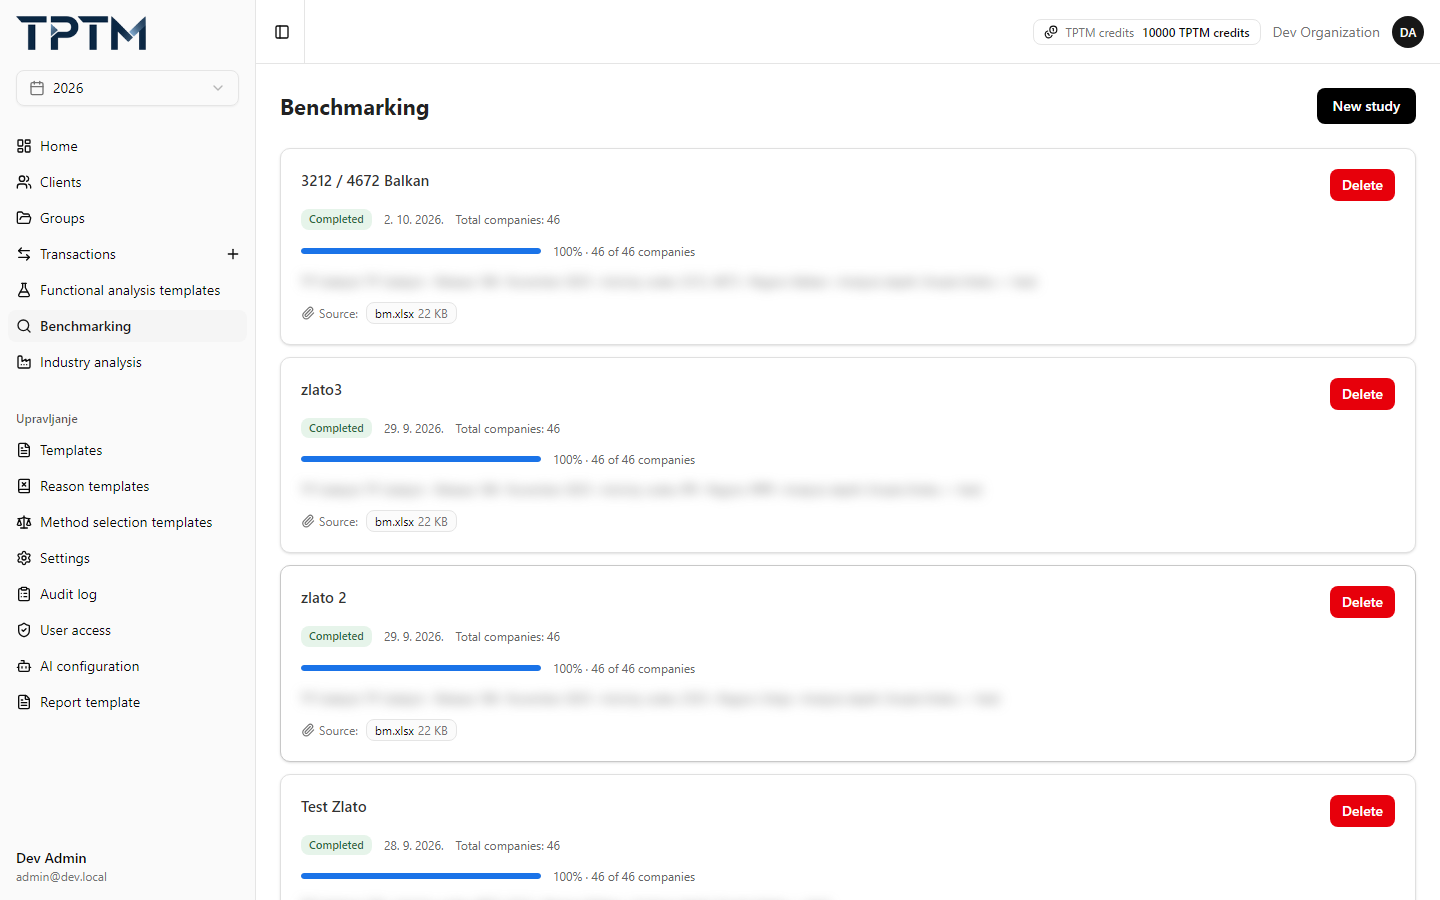 TPTM
TPTM credits 10000 TPTM credits
Dev Organization
DA
2026
Home
Clients
Groups
Transactions
Functional analysis templates
Benchmarking
Industry analysis
Upravljanje
Templates
Reason templates
Method selection templates
Settings
Audit log
User access
AI configuration
Report template
Dev Admin
admin@dev.local
Benchmarking
New study
3212 / 4672 Balkan
Delete
Completed 2. 10. 2026. Total companies: 46
100% · 46 of 46 companies
Source: bm.xlsx 22 KB
zlato3
Delete
Completed 29. 9. 2026. Total companies: 46
100% · 46 of 46 companies
Source: bm.xlsx 22 KB
zlato 2
Delete
Completed 29. 9. 2026. Total companies: 46
100% · 46 of 46 companies
Source: bm.xlsx 22 KB
Test Zlato
Delete
Completed 28. 9. 2026. Total companies: 46
100% · 46 of 46 companies